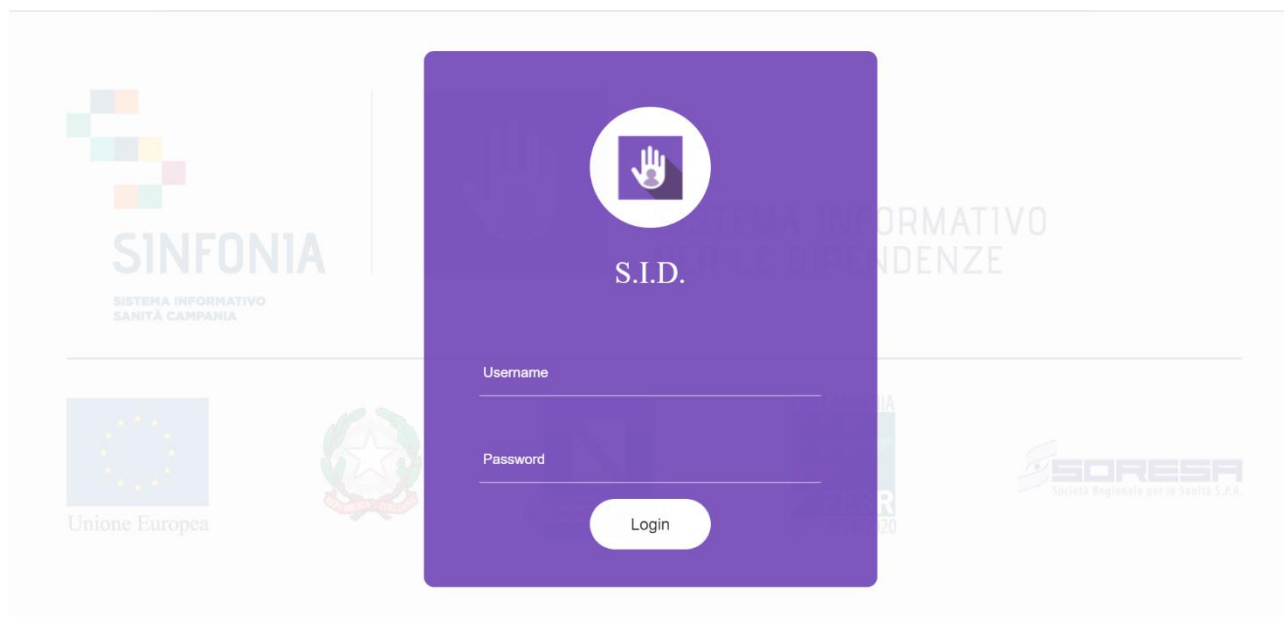 SINFONIA
SISTEMA INFORMATIVO
SANITÀ CAMPANIA
SISTEMA INFORMATIVO
PER LE DIPENDENZE
S.I.D.
Username
Password
Login
Unione Europea
FESR
SORESA
Società Regionale per la Sanità S.P.A.